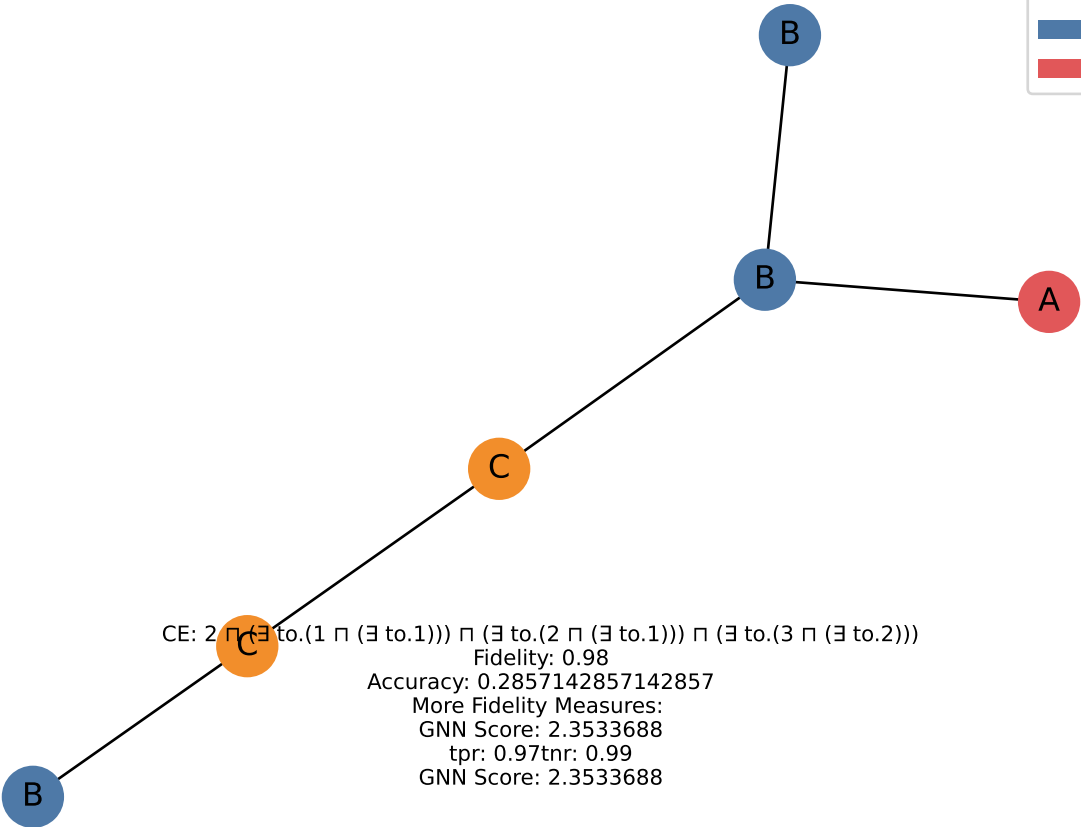 B
B
A
C
CE: 2 ⊓ (∃ to.(1 ⊓ (∃ to.1))) ⊓ (∃ to.(2 ⊓ (∃ to.1))) ⊓ (∃ to.(3 ⊓ (∃ to.2)))
C
Fidelity: 0.98
Accuracy: 0.2857142857142857
More Fidelity Measures:
GNN Score: 2.3533688
tpr: 0.97tnr: 0.99
GNN Score: 2.3533688
B